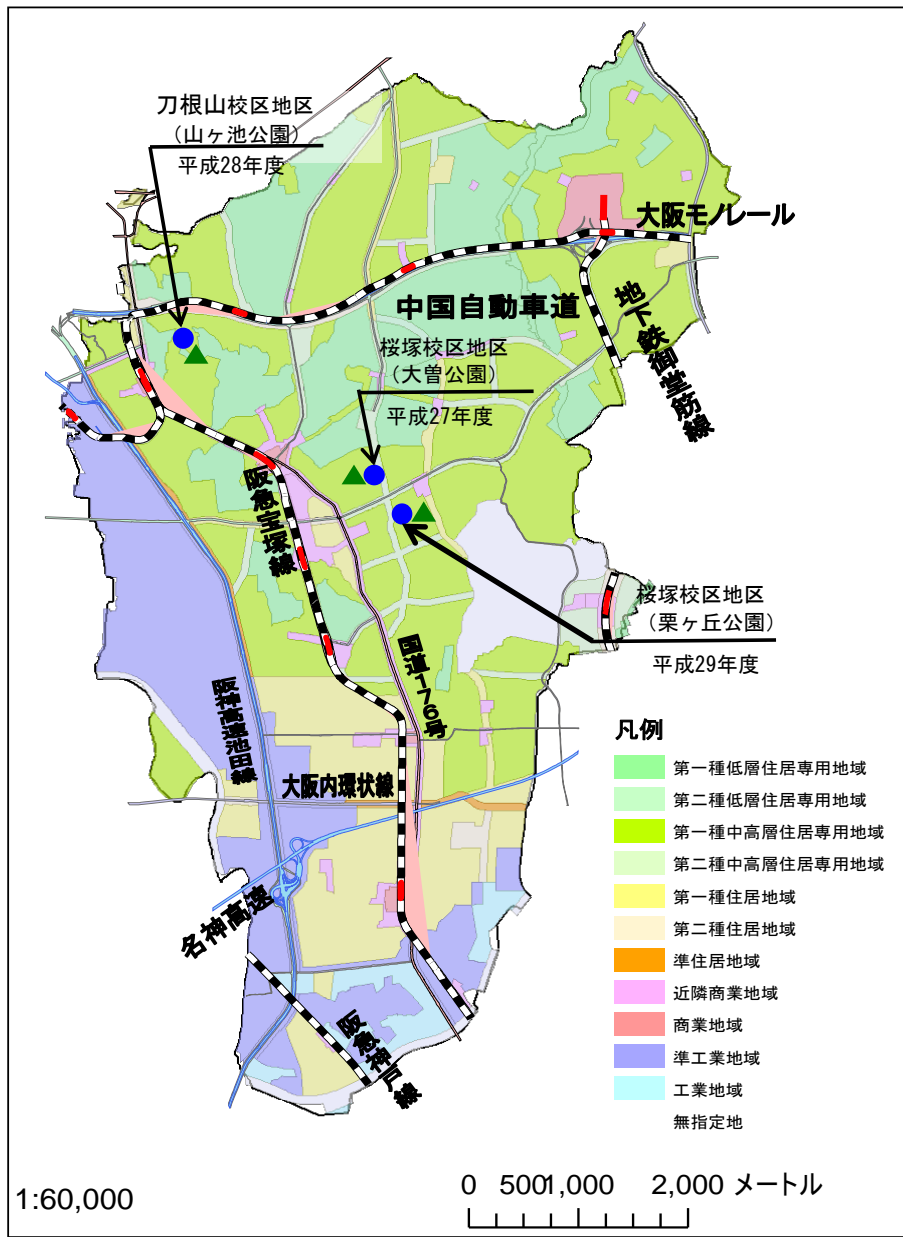 刀根山校区地区
（山ヶ池公園）
平成28年度
大阪モノレール
中国自動車道
地下鉄御堂筋線
桜塚校区地区
（大曽公園）
平成27年度
阪急宝塚線
桜塚校区地区
（栗ヶ丘公園）
平成29年度
国道176号
阪神高速池田線
大阪内環状線
名神高速
阪急神戸線
凡例
第一種低層住居専用地域
第二種低層住居専用地域
第一種中高層住居専用地域
第二種中高層住居専用地域
第一種住居地域
第二種住居地域
準住居地域
近隣商業地域
商業地域
準工業地域
工業地域
無指定地
1:60,000
0 500 1,000 2,000 メートル